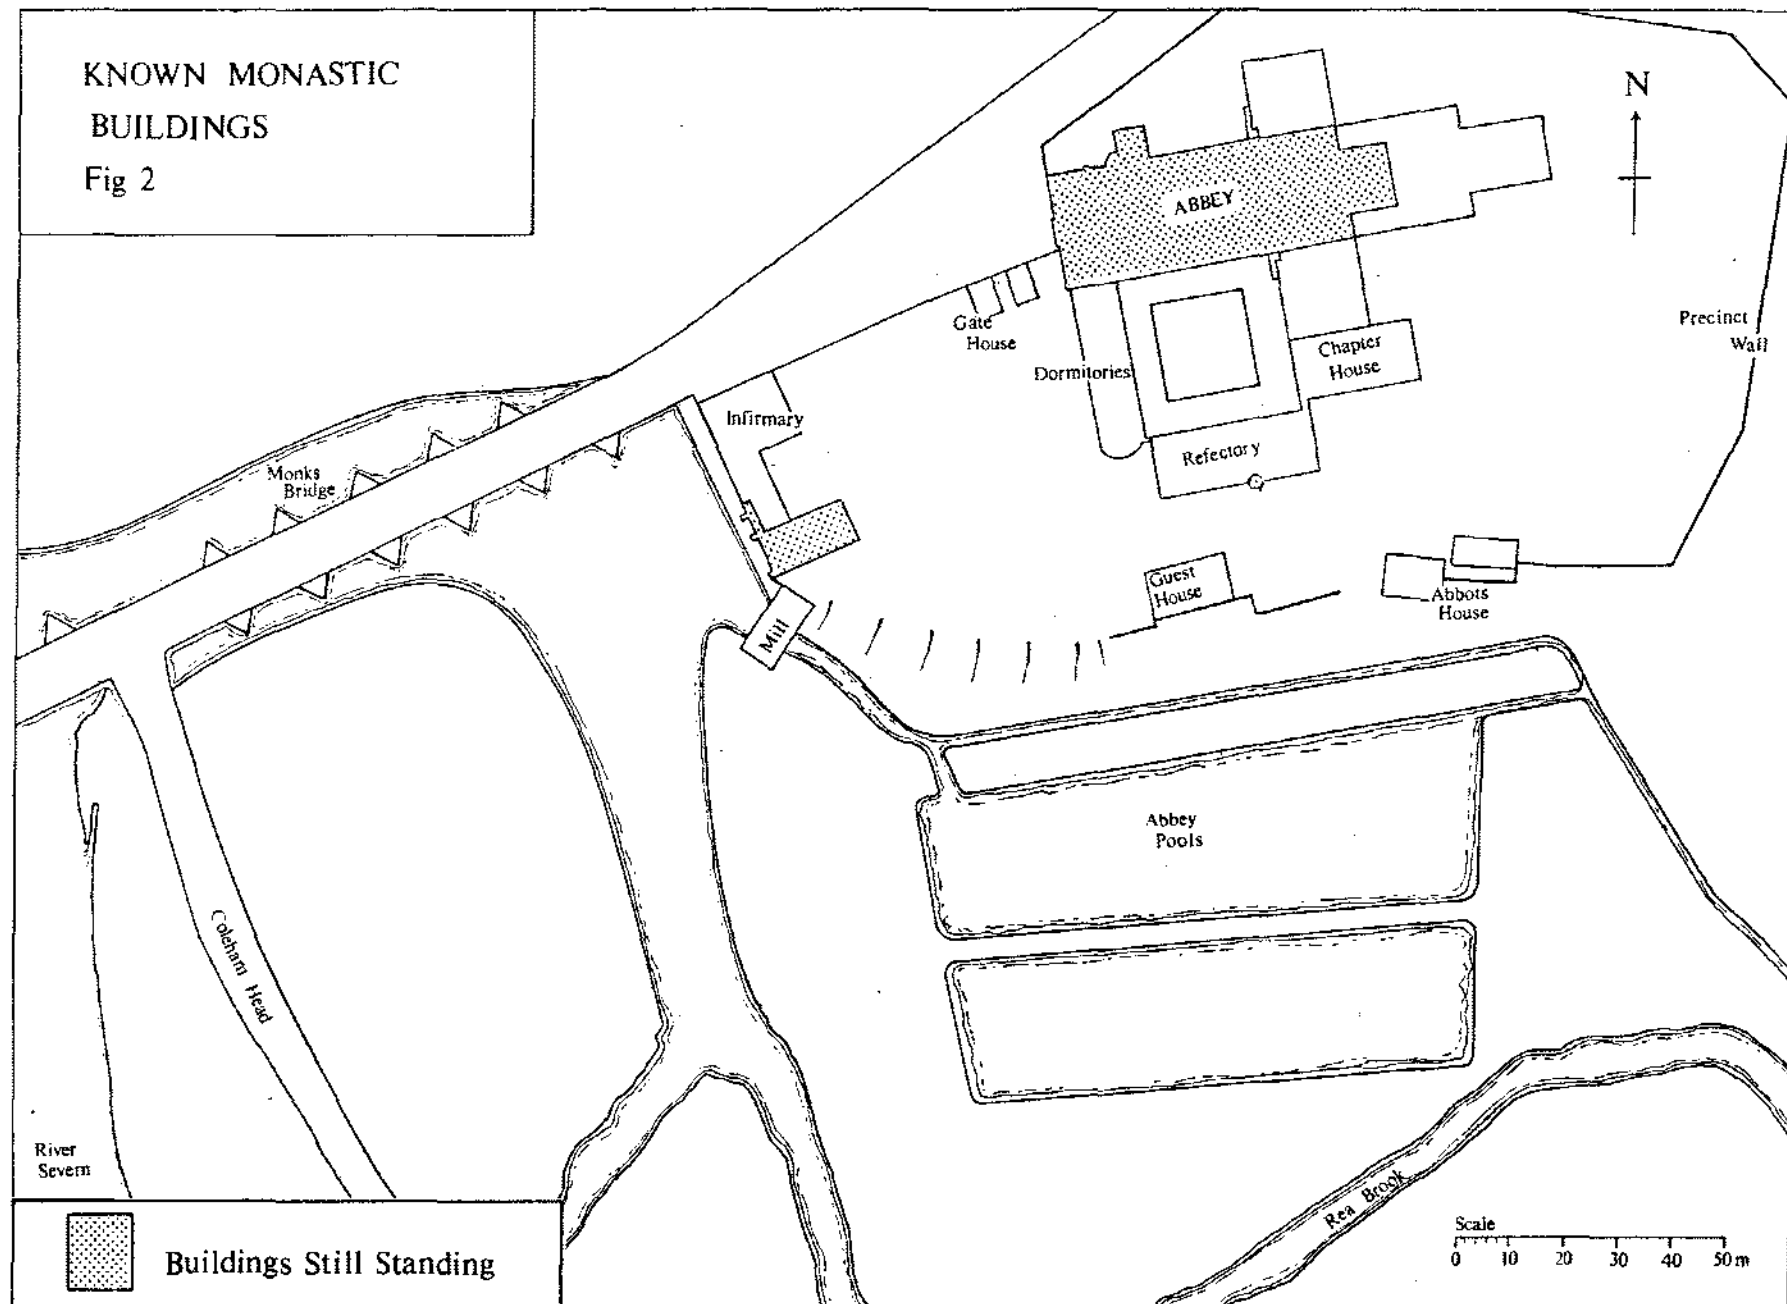 KNOWN MONASTIC
BUILDINGS
Fig 2
N
ABBEY
Gate
House
Precinct
Wall
Chapter
House
Dormitories
Infirmary
Refectory
Monks
Bridge
Guest
House
Abbots
House
Mill
Abbey
Pools
Coleham Head
River
Severn
Rea Brook
Scale
0 10 20 30 40 50m
Buildings Still Standing